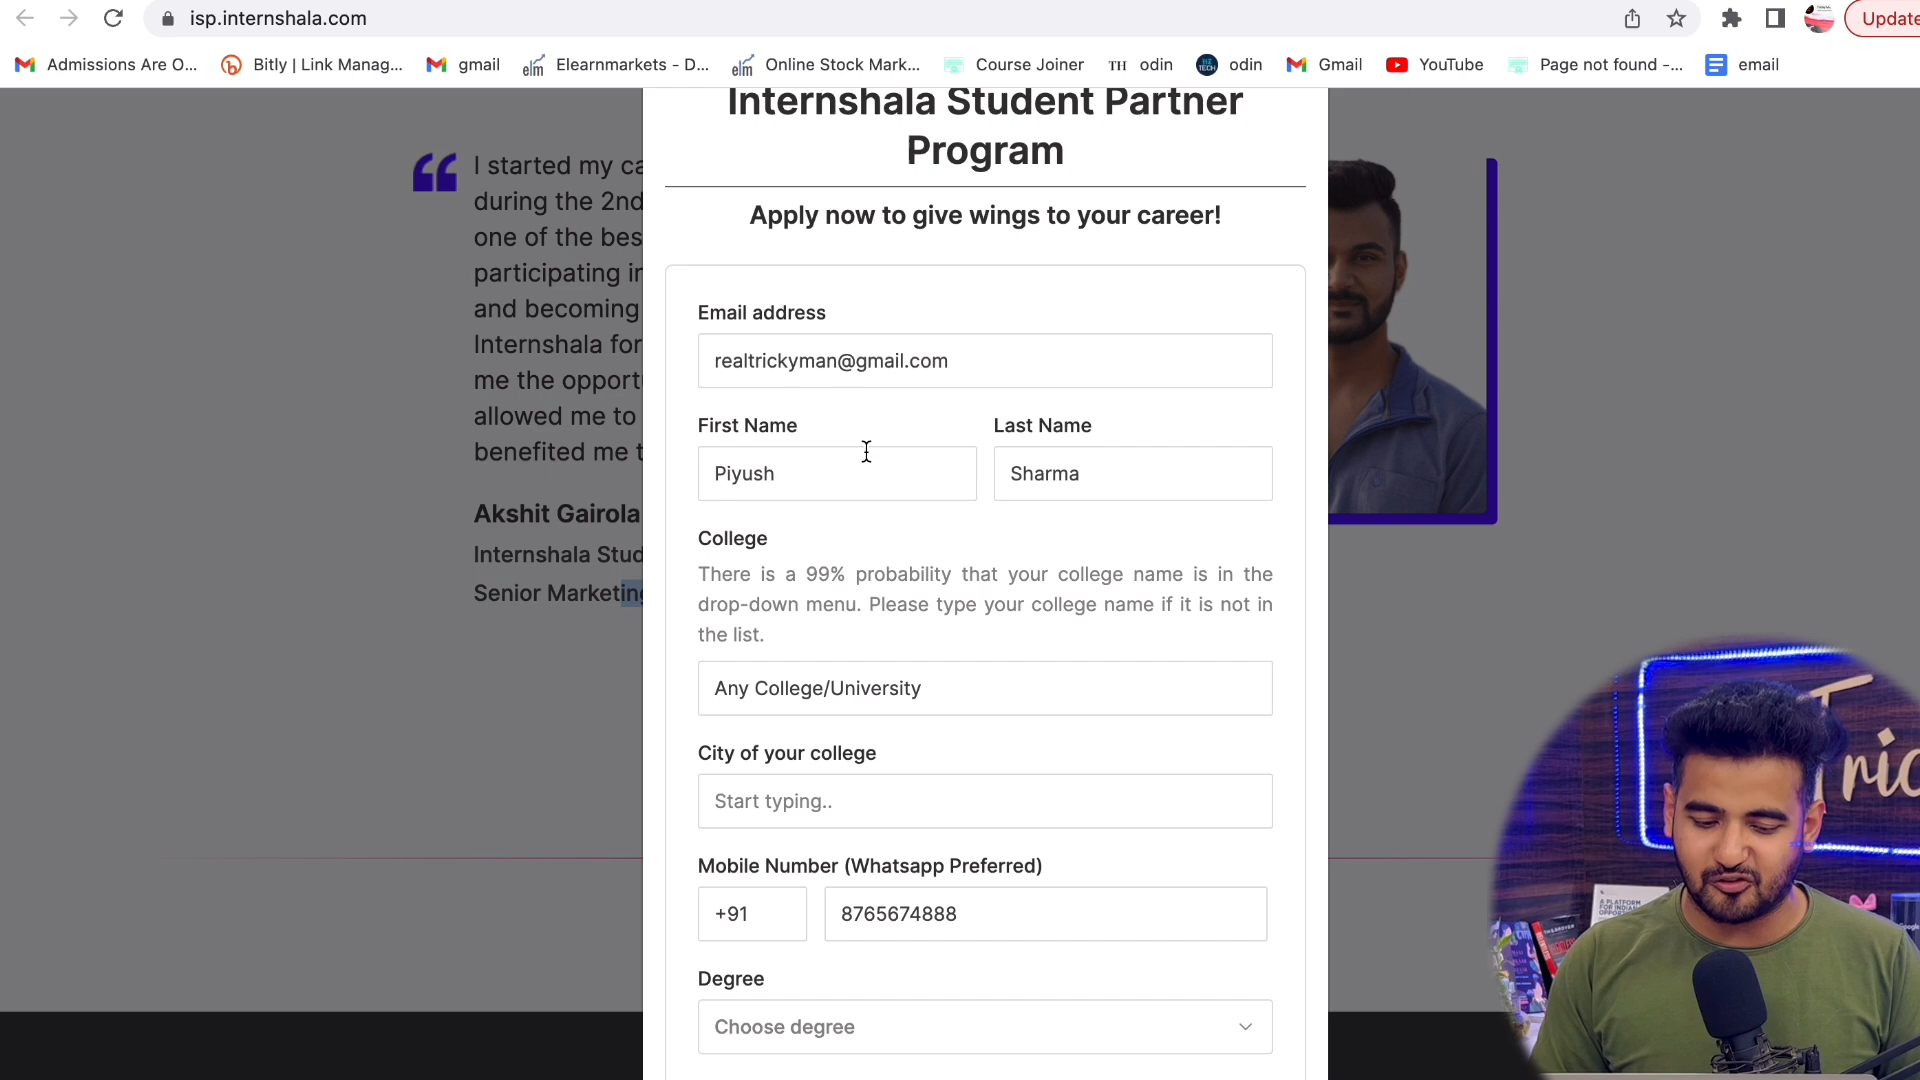 isp.internshala.com
Update
Admissions Are O...
Bitly | Link Manag...
gmail
Elearnmarkets - D...
Online Stock Mark...
Course Joiner
TH odin
odin
Gmail
YouTube
Page not found -...
email
Internshala Student Partner
Program
Apply now to give wings to your career!
I started my ca
during the 2nd
one of the bes
participating in
and becoming
Internshala for
me the opport
allowed me to
benefited me t
Akshit Gairola
Internshala Stud
Senior Marketing
Email address
realtrickyman@gmail.com
First Name
Last Name
Piyush
Sharma
College
There is a 99% probability that your college name is in the
drop-down menu. Please type your college name if it is not in
the list.
Any College/University
City of your college
Start typing..
Mobile Number (Whatsapp Preferred)
+91
8765674888
Degree
Choose degree
A PLATFORM
FOR INDIAN